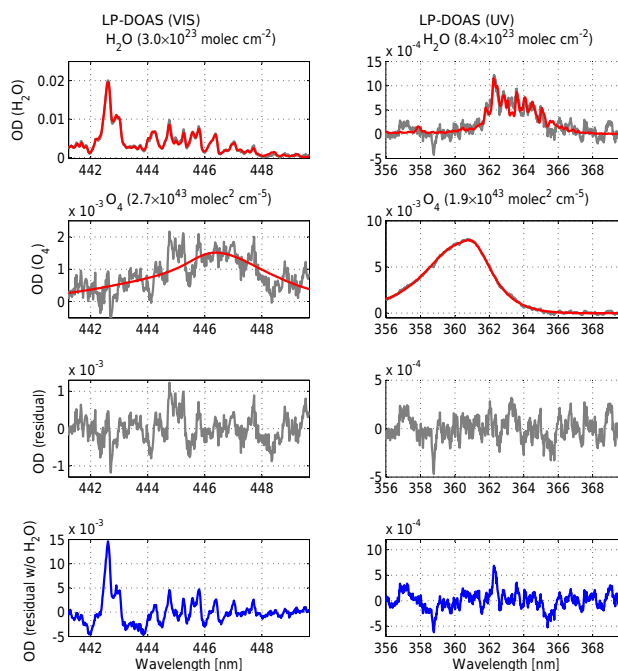 LP-DOAS (VIS)
H₂O (3.0×10²³ molec cm⁻²)
OD (H₂O)
0.02
0.01
0
442 444 446 448
LP-DOAS (UV)
x 10⁻⁴ H₂O (8.4×10²³ molec cm⁻²)
15
10
5
0
-5
356 358 360 362 364 366 368
x 10⁻³ O₄ (2.7×10⁴³ molec² cm⁻⁵)
OD (O₄)
2
1
0
442 444 446 448
x 10⁻³ O₄ (1.9×10⁴³ molec² cm⁻⁵)
10
5
0
356 358 360 362 364 366 368
x 10⁻³
OD (residual)
1
0
-1
442 444 446 448
x 10⁻⁴
5
0
-5
356 358 360 362 364 366 368
x 10⁻³
OD (residual w/o H₂O)
15
10
5
0
-5
442 444 446 448
Wavelength [nm]
x 10⁻⁴
10
5
0
-5
356 358 360 362 364 366 368
Wavelength [nm]